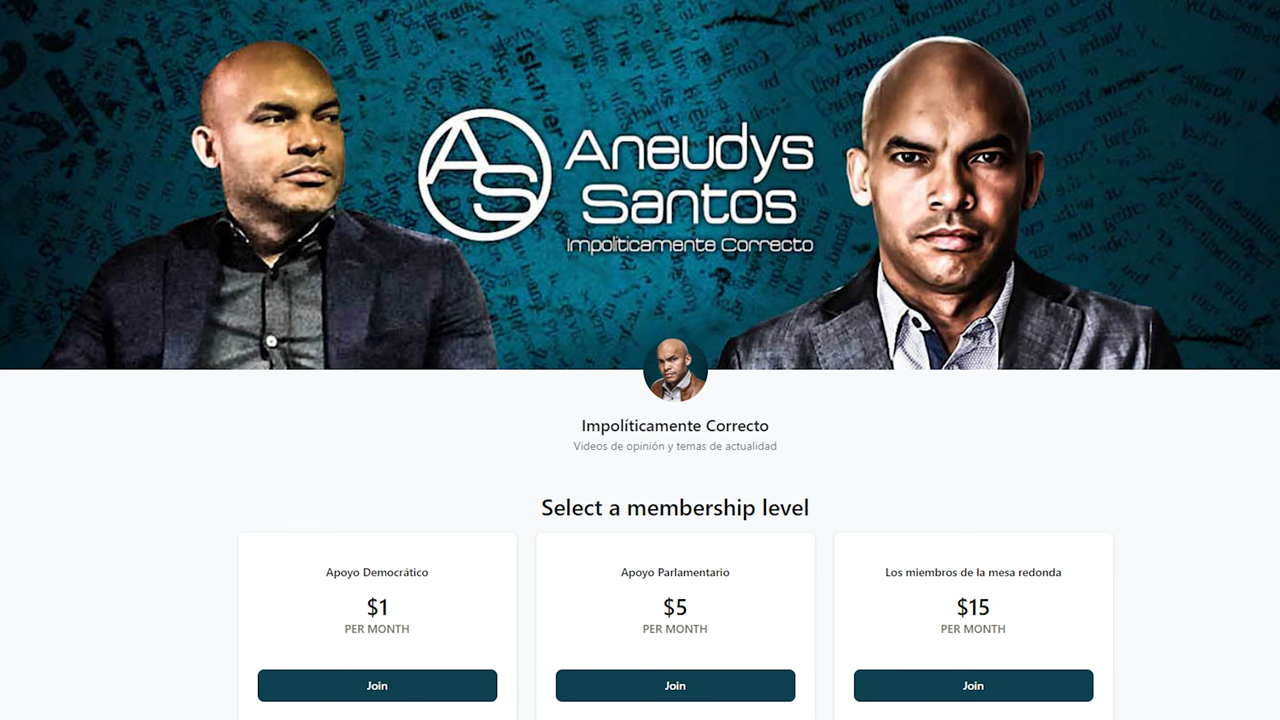 AS
Aneudys
Santos
Impolíticamente Correcto
Impolíticamente Correcto
Videos de opinión y temas de actualidad
Select a membership level
Apoyo Democrático
$1
PER MONTH
Join
Apoyo Parlamentario
$5
PER MONTH
Join
Los miembros de la mesa redonda
$15
PER MONTH
Join